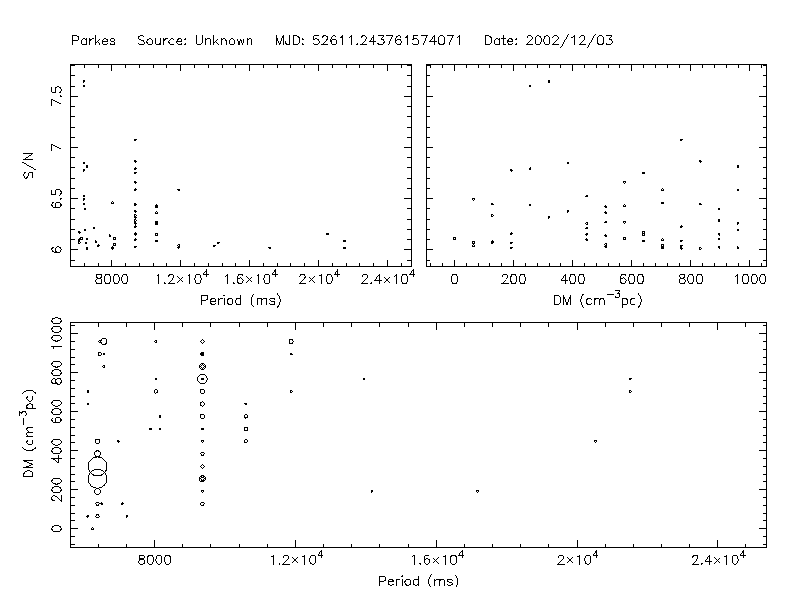 Parkes Source: Unknown MJD: 52611.243761574071 Date: 2002/12/03
S/N
7.5
7
6.5
6
8000 1.2×10⁴ 1.6×10⁴ 2×10⁴ 2.4×10⁴
Period (ms)
0 200 400 600 800 1000
DM (cm⁻³pc)
DM (cm⁻³pc)
1000
800
600
400
200
0
8000 1.2×10⁴ 1.6×10⁴ 2×10⁴ 2.4×10⁴
Period (ms)